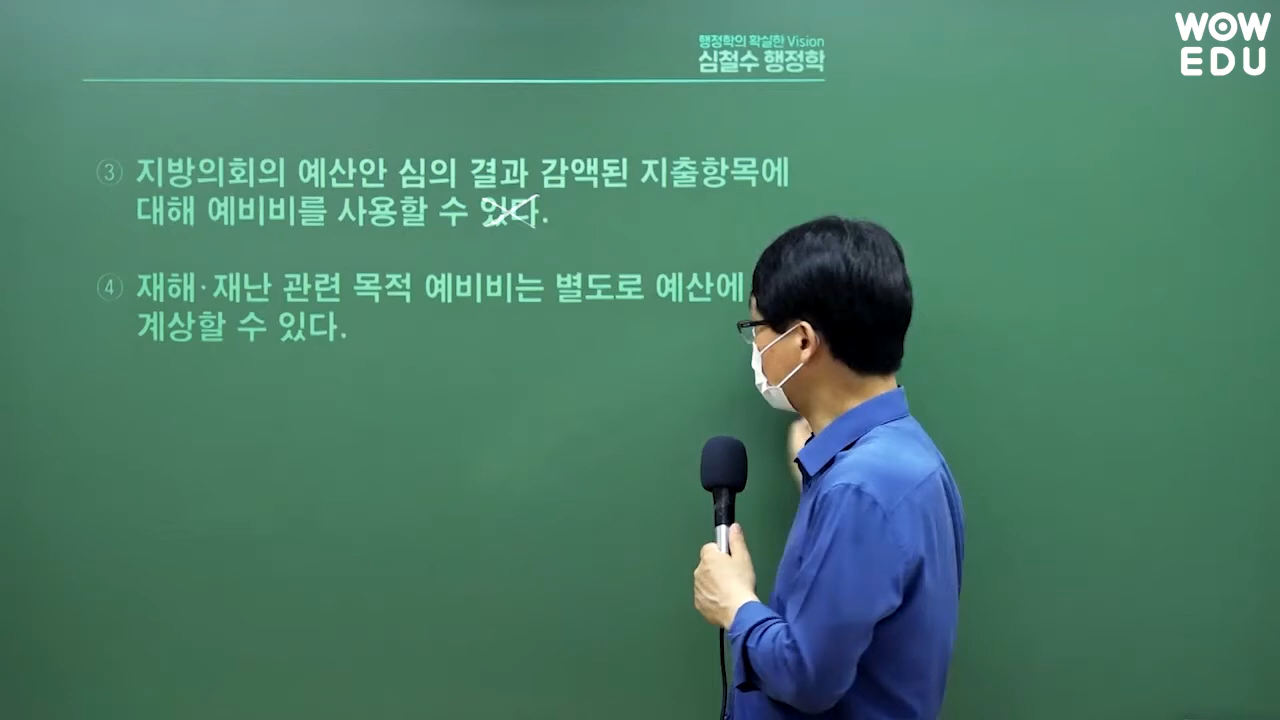 WOW
EDU
행정학의 확실한 Vision
심철수 행정학
③ 지방의회의 예산안 심의 결과 감액된 지출항목에
대해 예비비를 사용할 수 있다.
④ 재해·재난 관련 목적 예비비는 별도로 예산에
계상할 수 있다.